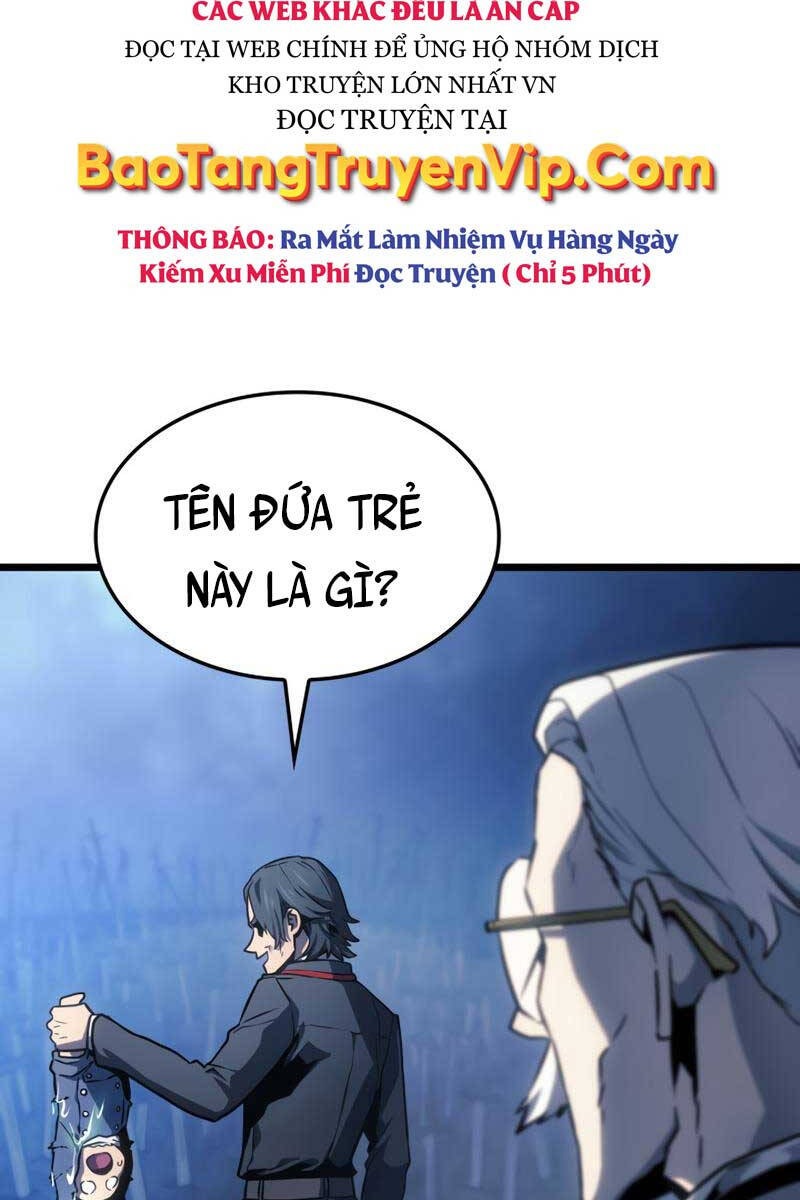 CÁC WEB KHÁC ĐỀU LÀ ĂN CẮP
ĐỌC TẠI WEB CHÍNH ĐỂ ỦNG HỘ NHÓM DỊCH
KHO TRUYỆN LỚN NHẤT VN
ĐỌC TRUYỆN TẠI
BaoTangTruyenVip.Com
THÔNG BÁO: Ra Mắt Làm Nhiệm Vụ Hàng Ngày
Kiếm Xu Miễn Phí Đọc Truyện ( Chỉ 5 Phút)
TÊN ĐỨA TRẺ
NÀY LÀ GÌ?